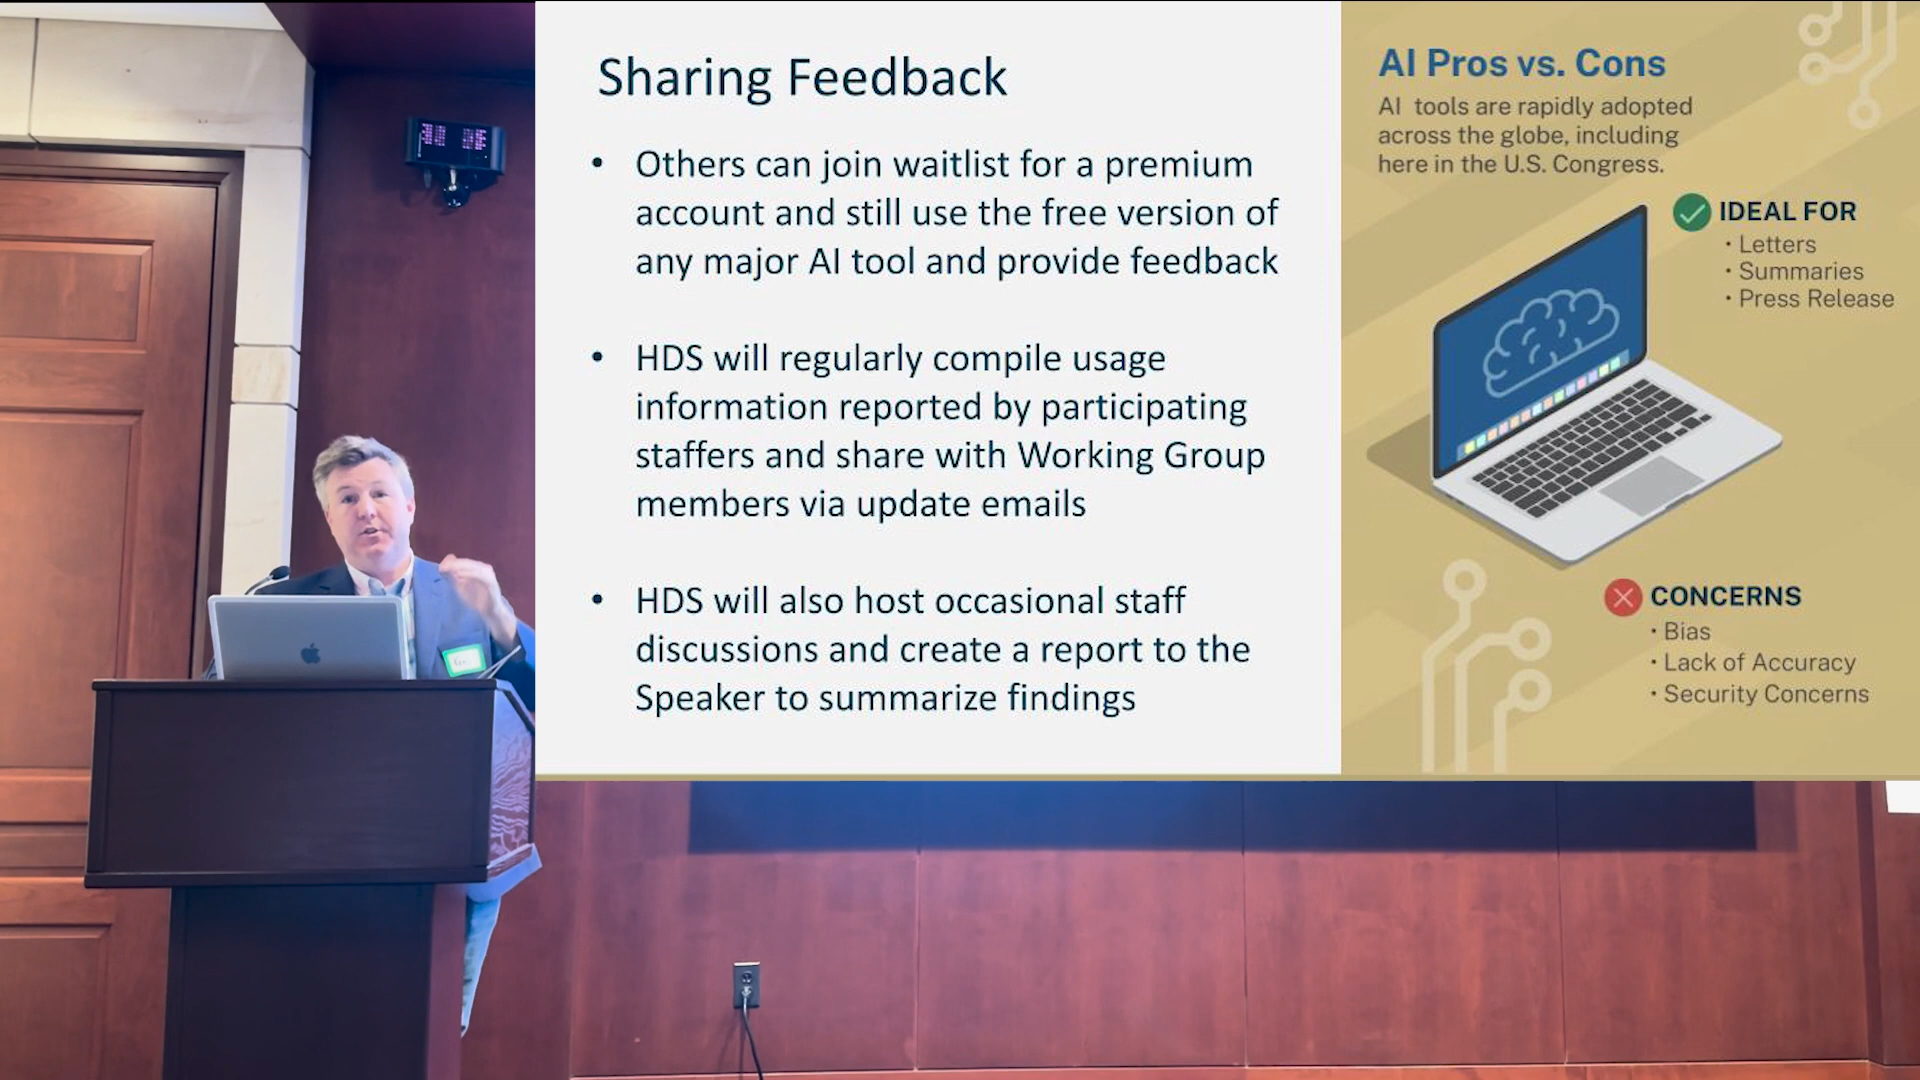 Sharing Feedback
• Others can join waitlist for a premium
account and still use the free version of
any major AI tool and provide feedback
• HDS will regularly compile usage
information reported by participating
staffers and share with Working Group
members via update emails
• HDS will also host occasional staff
discussions and create a report to the
Speaker to summarize findings
AI Pros vs. Cons
AI tools are rapidly adopted
across the globe, including
here in the U.S. Congress.
IDEAL FOR
• Letters
• Summaries
• Press Release
CONCERNS
• Bias
• Lack of Accuracy
• Security Concerns